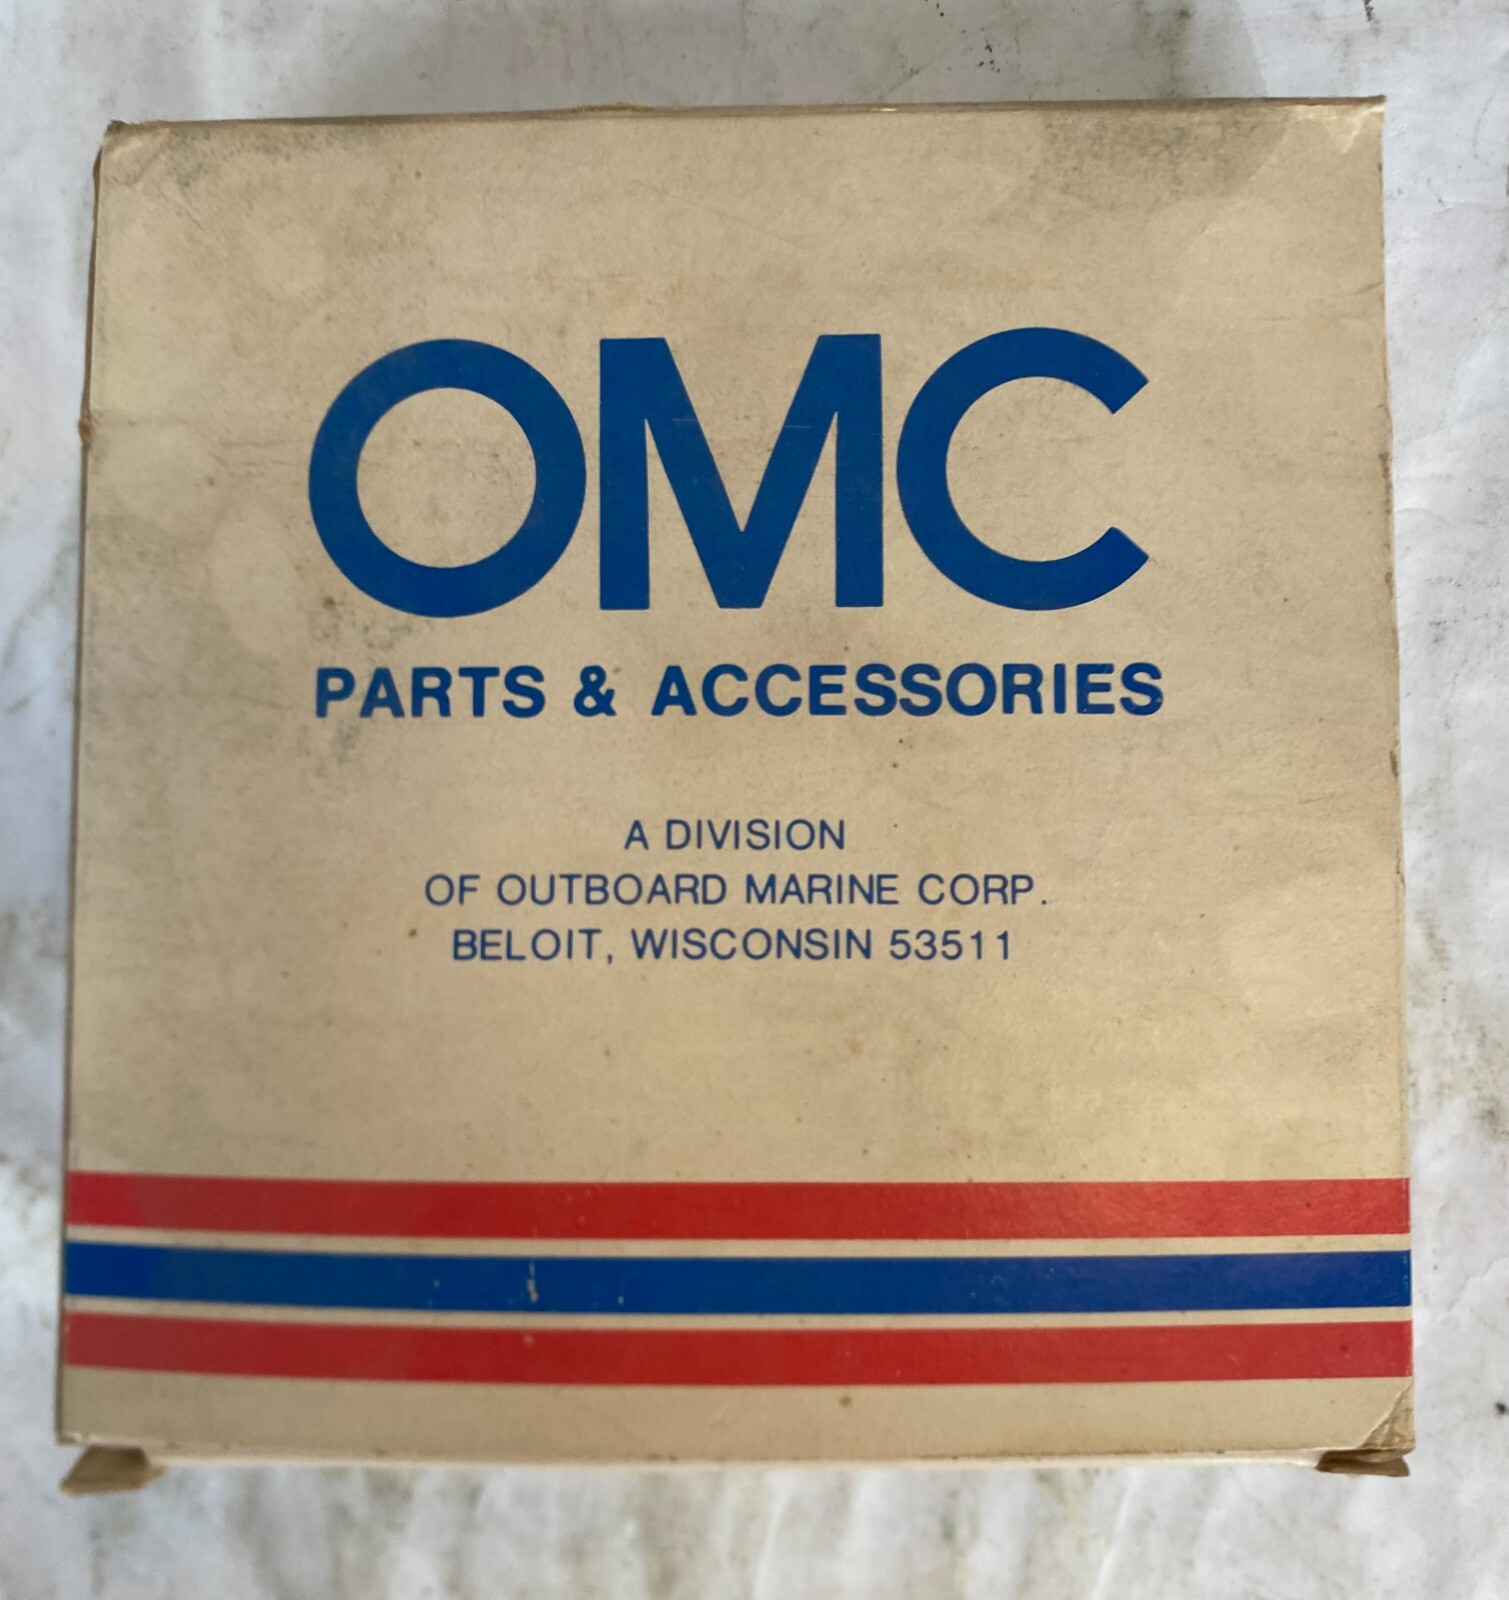 OMC
PARTS & ACCESSORIES
A DIVISION
OF OUTBOARD MARINE CORP.
BELOIT, WISCONSIN 53511